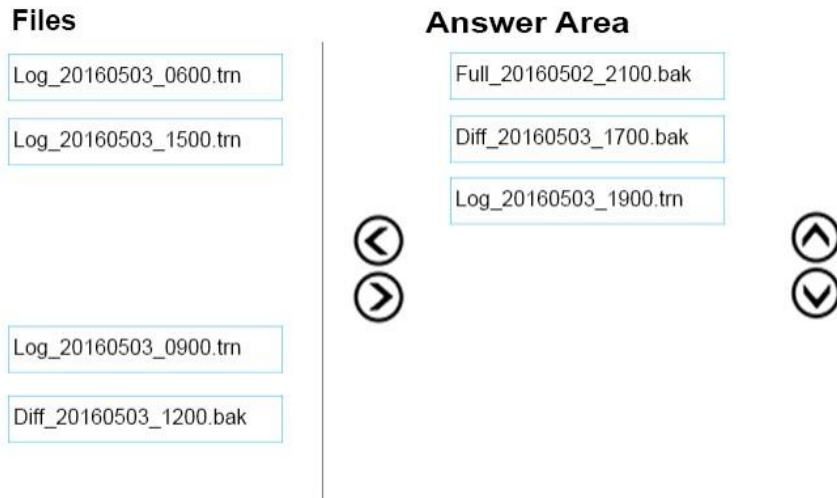 Files
Log_20160503_0600.trn
Log_20160503_1500.trn
Log_20160503_0900.trn
Diff_20160503_1200.bak
Answer Area
Full_20160502_2100.bak
Diff_20160503_1700.bak
Log_20160503_1900.trn